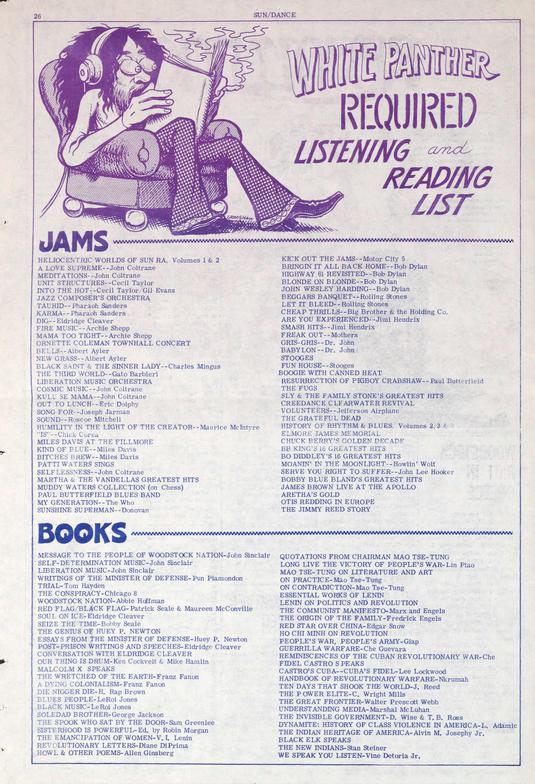 26
SUN/DANCE
WHITE PANTHER
REQUIRED
LISTENING and
READING
LIST
JAMS
HELIOCENTRIC WORLDS OF SUN RA, Volumes 1 & 2
A LOVE SUPREME--John Coltrane
MEDITATIONS--John Coltrane
UNIT STRUCTURES--Cecil Taylor
INTO THE HOT--Cecil Taylor/Gil Evans
JAZZ COMPOSER'S ORCHESTRA
TAUHID--Pharaoh Sanders
KARMA--Pharaoh Sanders
DIG--Eldridge Cleaver
FIRE MUSIC--Archie Shepp
MAMA TOO TIGHT--Archie Shepp
ORNETTE COLEMAN TOWNHALL CONCERT
BELLS--Albert Ayler
NEW GRASS--Albert Ayler
BLACK SAINT & THE SINNER LADY--Charles Mingus
THE THIRD WORLD--Gato Barbieri
LIBERATION MUSIC ORCHESTRA
COSMIC MUSIC--John Coltrane
KULU SE MAMA--John Coltrane
OUT TO LUNCH--Eric Dolphy
SONG FOR--Joseph Jarman
SOUND--Roscoe Mitchell
HUMILITY IN THE LIGHT OF THE CREATOR--Maurice McIntyre
"IS"--Chick Corea
MILES DAVIS AT THE FILLMORE
KIND OF BLUE--Miles Davis
BITCHES BREW--Miles Davis
PATTI WATERS SINGS
SELFLESSNESS--John Coltrane
MARTHA & THE VANDELLAS GREATEST HITS
MUDDY WATERS COLLECTION (on Chess)
PAUL BUTTERFIELD BLUES BAND
MY GENERATION--The Who
SUNSHINE SUPERMAN--Donovan
KICK OUT THE JAMS--Motor City 5
BRINGIN IT ALL BACK HOME--Bob Dylan
HIGHWAY 61 REVISITED--Bob Dylan
BLONDE ON BLONDE--Bob Dylan
JOHN WESLEY HARDING--Bob Dylan
BEGGARS BANQUET--Rolling Stones
LET IT BLEED--Rolling Stones
CHEAP THRILLS--Big Brother & the Holding Co.
ARE YOU EXPERIENCED--Jimi Hendrix
SMASH HITS--Jimi Hendrix
FREAK OUT--Mothers
GRIS-GRIS--Dr. John
BABYLON--Dr. John
STOOGES
FUN HOUSE--Stooges
BOOGIE WITH CANNED HEAT
RESURRECTION OF PIGBOY CRABSHAW--Paul Butterfield
THE FUGS
SLY & THE FAMILY STONE'S GREATEST HITS
CREEDANCE CLEARWATER REVIVAL
VOLUNTEERS--Jefferson Airplane
THE GRATEFUL DEAD
HISTORY OF RHYTHM & BLUES, Volumes 2, 3 &
ELMORE JAMES MEMORIAL
CHUCK BERRY'S GOLDEN DECADE
BB KING'S 16 GREATEST HITS
BO DIDDLEY'S 16 GREATEST HITS
MOANIN' IN THE MOONLIGHT--Howlin' Wolf
SERVE YOU RIGHT TO SUFFER--John Lee Hooker
BOBBY BLUE BLAND'S GREATEST HITS
JAMES BROWN LIVE AT THE APOLLO
ARETHA'S GOLD
OTIS REDDING IN EUROPE
THE JIMMY REED STORY
BOOKS
MESSAGE TO THE PEOPLE OF WOODSTOCK NATION-John Sinclair
SELF-DETERMINATION MUSIC-John Sinclair
LIBERATION MUSIC-John Sinclair
WRITINGS OF THE MINISTER OF DEFENSE-Pun Plamondon
TRIAL-Tom Hayden
THE CONSPIRACY-Chicago 8
WOODSTOCK NATION-Abbie Hoffman
RED FLAG/BLACK FLAG-Patrick Seale & Maureen McConville
SOUL ON ICE-Eldridge Cleaver
SEIZE THE TIME-Bobby Seale
THE GENIUS OF HUEY P. NEWTON
ESSAYS FROM THE MINISTER OF DEFENSE-Huey P. Newton
POST-PRISON WRITINGS AND SPEECHES-Eldridge Cleaver
CONVERSATION WITH ELDRIDGE CLEAVER
OUR THING IS DRUM-Ken Cockvell & Mike Hamlin
MALCOLM X SPEAKS
THE WRETCHED OF THE EARTH-Franz Fanon
A DYING COLONIALISM-Franz Fanon
DIE NIGGER DIE-H. Rap Brown
BLUES PEOPLE-LeRoi Jones
BLACK MUSIC-LeRoi Jones
SOLEDAD BROTHER-George Jackson
THE SPOOK WHO SAT BY THE DOOR-Sam Greenlee
SISTERHOOD IS POWERFUL-Ed. by Robin Morgan
THE EMANCIPATION OF WOMEN-V. I. Lenin
REVOLUTIONARY LETTERS-Diane DiPrima
HOWL & OTHER POEMS-Allen Ginsberg
QUOTATIONS FROM CHAIRMAN MAO TSE-TUNG
LONG LIVE THE VICTORY OF PEOPLE'S WAR-Lin Piao
MAO TSE-TUNG ON LITERATURE AND ART
ON PRACTICE-Mao Tse-Tung
ON CONTRADICTION-Mao Tse-Tung
ESSENTIAL WORKS OF LENIN
LENIN ON POLITICS AND REVOLUTION
THE COMMUNIST MANIFESTO-Marx and Engels
THE ORIGIN OF THE FAMILY-Fredrick Engels
RED STAR OVER CHINA-Edgar Snow
HO CHI MINH ON REVOLUTION
PEOPLE'S WAR, PEOPLE'S ARMY-Giap
GUERRILLA WARFARE-Che Guevara
REMINISCENCES OF THE CUBAN REVOLUTIONARY WAR-Che
FIDEL CASTRO SPEAKS
CASTRO'S CUBA--CUBA'S FIDEL-Lee Lockwood
HANDBOOK OF REVOLUTIONARY WARFARE-Nkrumah
TEN DAYS THAT SHOOK THE WORLD-J. Reed
THE POWER ELITE-C. Wright Mills
THE GREAT FRONTIER-Walter Prescott Webb
UNDERSTANDING MEDIA-Marshal McLuhan
THE INVISIBLE GOVERNMENT-D. Wise & T, B. Ross
DYNAMITE: HISTORY OF CLASS VIOLENCE IN AMERICA-L. Adamic
THE INDIAN HERITAGE OF AMERICA-Alvin M. Josephy Jr.
BLACK ELK SPEAKS
THE NEW INDIANS-Stan Steiner
WE SPEAK YOU LISTEN-Vine Detoria Jr.